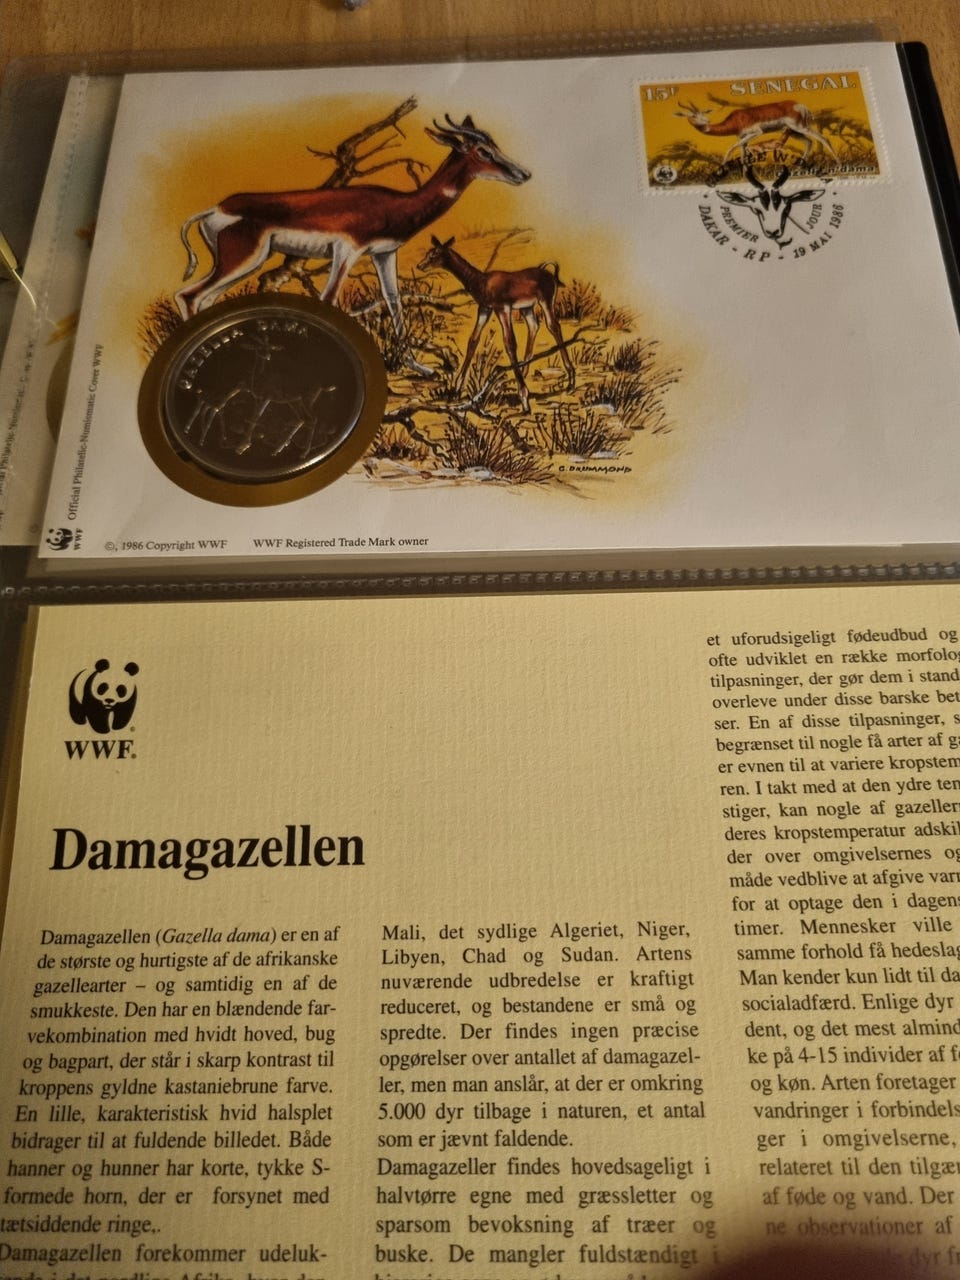 15F SENEGAL
Gazella dama
PREMIER JOUR
DAKAR - RP - 19 MAI 1986
GAZELLA DAMA
G. DRUMMOND
Official Philatelic-Numismatic Cover WWF
WWF
©, 1986 Copyright WWF WWF Registered Trade Mark owner
WWF®
Damagazellen
Damagazellen (Gazella dama) er en af
de største og hurtigste af de afrikanske
gazellearter – og samtidig en af de
smukkeste. Den har en blændende far-
vekombination med hvidt hoved, bug
og bagpart, der står i skarp kontrast til
kroppens gyldne kastaniebrune farve.
En lille, karakteristisk hvid halsplet
bidrager til at fuldende billedet. Både
hanner og hunner har korte, tykke S-
formede horn, der er forsynet med
tætsiddende ringe,.
Damagazellen forekommer udeluk-
Mali, det sydlige Algeriet, Niger,
Libyen, Chad og Sudan. Artens
nuværende udbredelse er kraftigt
reduceret, og bestandene er små og
spredte. Der findes ingen præcise
opgørelser over antallet af damagazel-
ler, men man anslår, at der er omkring
5.000 dyr tilbage i naturen, et antal
som er jævnt faldende.
Damagazeller findes hovedsageligt i
halvtørre egne med græssletter og
sparsom bevoksning af træer og
buske. De mangler fuldstændigt i
et uforudsigeligt fødeudbud og
ofte udviklet en række morfolog
tilpasninger, der gør dem i stand
overleve under disse barske bet
ser. En af disse tilpasninger, s
begrænset til nogle få arter af g
er evnen til at variere kropstem
ren. I takt med at den ydre tem
stiger, kan nogle af gazeller
deres kropstemperatur adskil
der over omgivelsernes og
måde vedblive at afgive var
for at optage den i dagens
timer. Mennesker ville
samme forhold få hedeslag
Man kender kun lidt til da
socialadfærd. Enlige dyr
dent, og det mest almind
ke på 4-15 individer af f
og køn. Arten foretager
vandringer i forbindels
ger i omgivelserne,
relateret til den tilgæ
af føde og vand. Der
ne observationer af